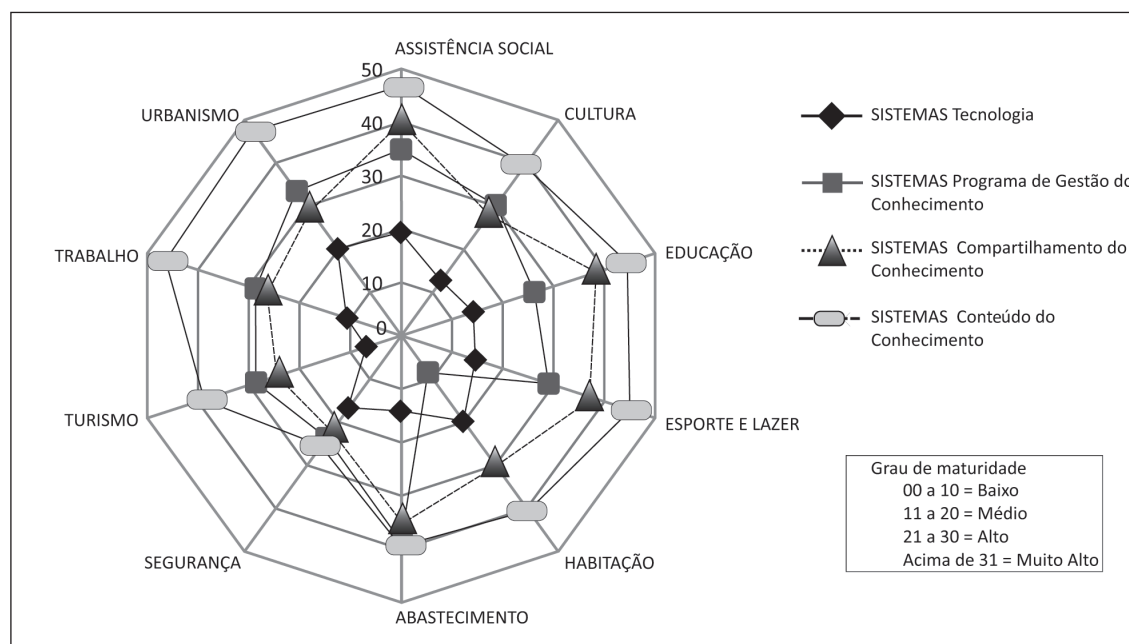 ASSISTÊNCIA SOCIAL
50
URBANISMO
CULTURA
40
30
20
10
0
TRABALHO
EDUCAÇÃO
TURISMO
ESPORTE E LAZER
SEGURANÇA
HABITAÇÃO
ABASTECIMENTO
SISTEMAS Tecnologia
SISTEMAS Programa de Gestão do
Conhecimento
SISTEMAS Compartilhamento do
Conhecimento
SISTEMAS Conteúdo do
Conhecimento
Grau de maturidade
00 a 10 = Baixo
11 a 20 = Médio
21 a 30 = Alto
Acima de 31 = Muito Alto